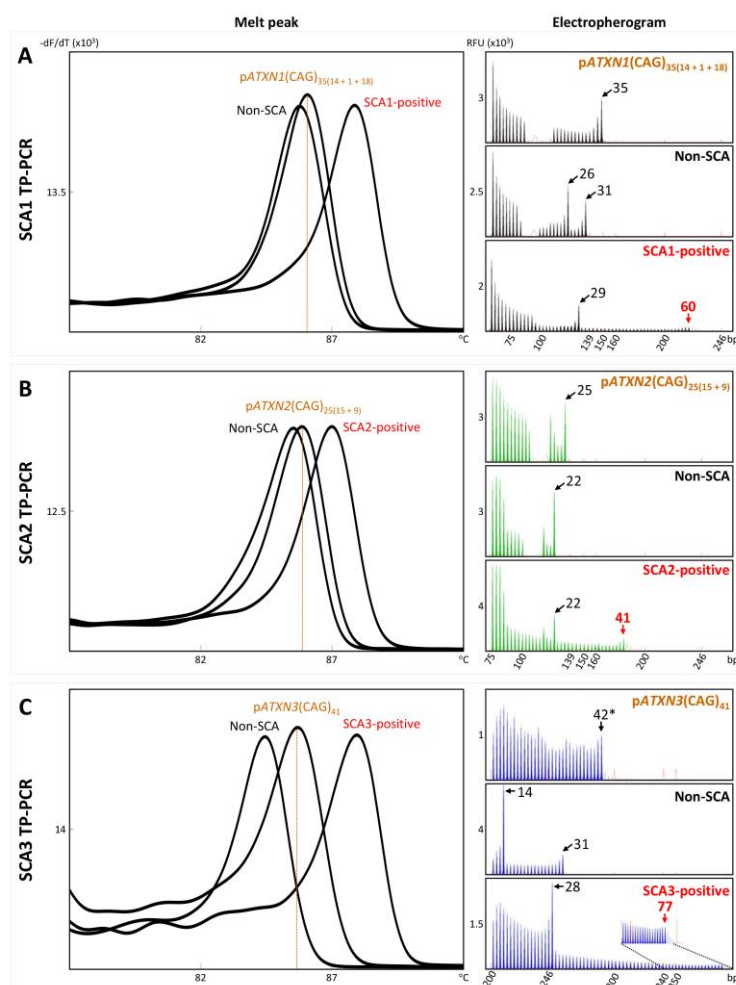 Melt peak
Electropherogram
A
SCA1 TP-PCR
-dF/dT (x10³)
pATXN1(CAG)35(14 + 1 + 18)
Non-SCA
SCA1-positive
13.5
82
87
°C
RFU (x10³)
pATXN1(CAG)35(14 + 1 + 18)
35
3
Non-SCA
26
31
2.5
SCA1-positive
29
60
2
75
100
139
150
160
200
246
bp
B
SCA2 TP-PCR
pATXN2(CAG)25(15 + 9)
Non-SCA
SCA2-positive
12.5
82
87
°C
pATXN2(CAG)25(15 + 9)
25
3
Non-SCA
22
3
SCA2-positive
22
41
4
75
100
139
150
160
200
246
bp
C
SCA3 TP-PCR
pATXN3(CAG)41
Non-SCA
SCA3-positive
14
82
87
°C
pATXN3(CAG)41
42*
1
Non-SCA
14
31
4
SCA3-positive
28
77
1.5
200
246
300
340
350
bp